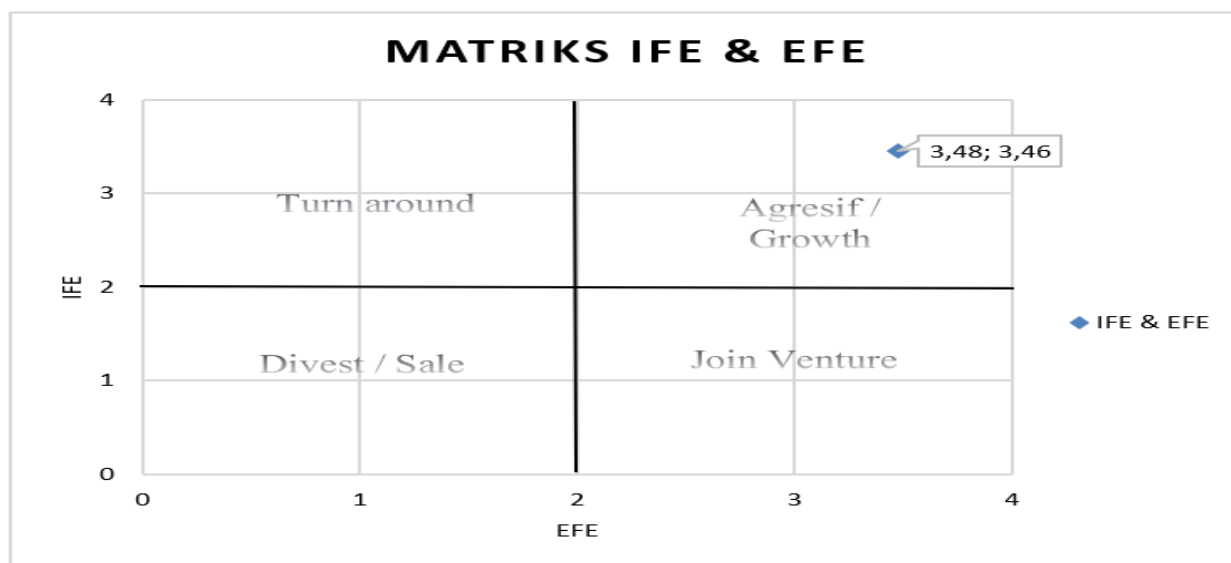 MATRIKS IFE & EFE
4
3,48; 3,46
3
Turn around
Agresif /
Growth
IFE
2
IFE & EFE
Divest / Sale
Join Venture
1
0
0 1 2 3 4
EFE